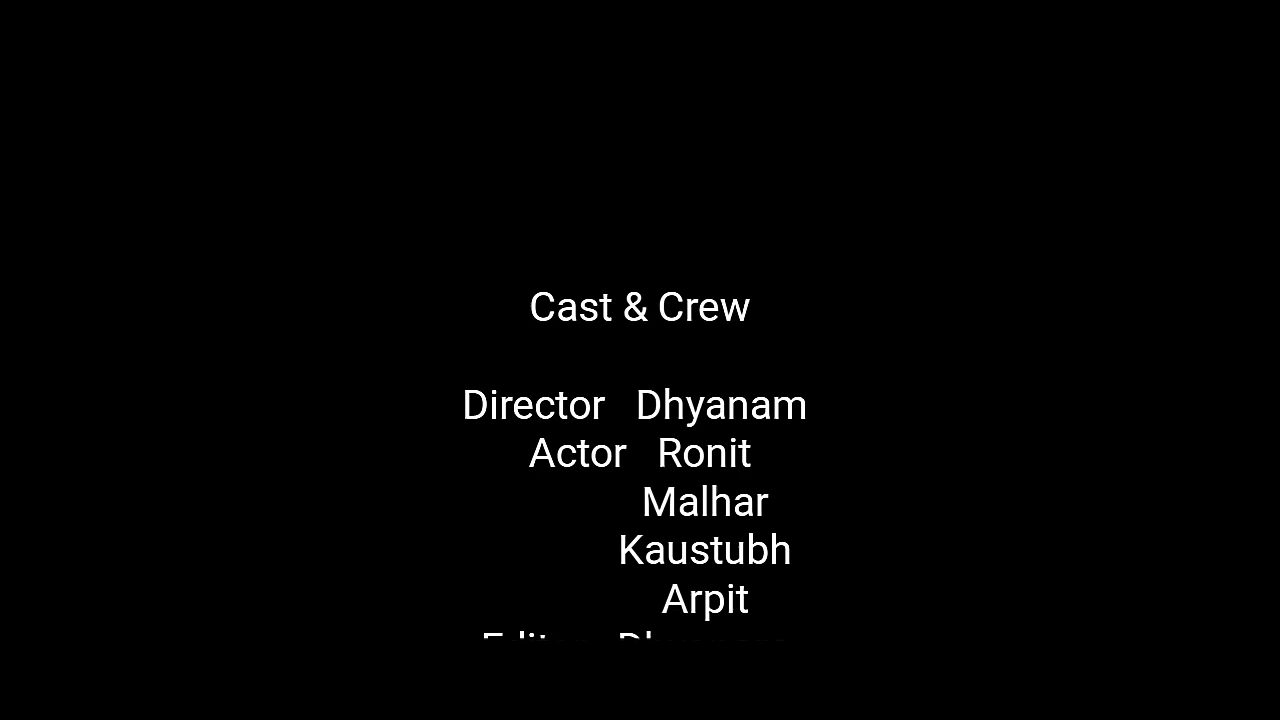 Cast & Crew
Director Dhyanam
Actor Ronit
Malhar
Kaustubh
Arpit